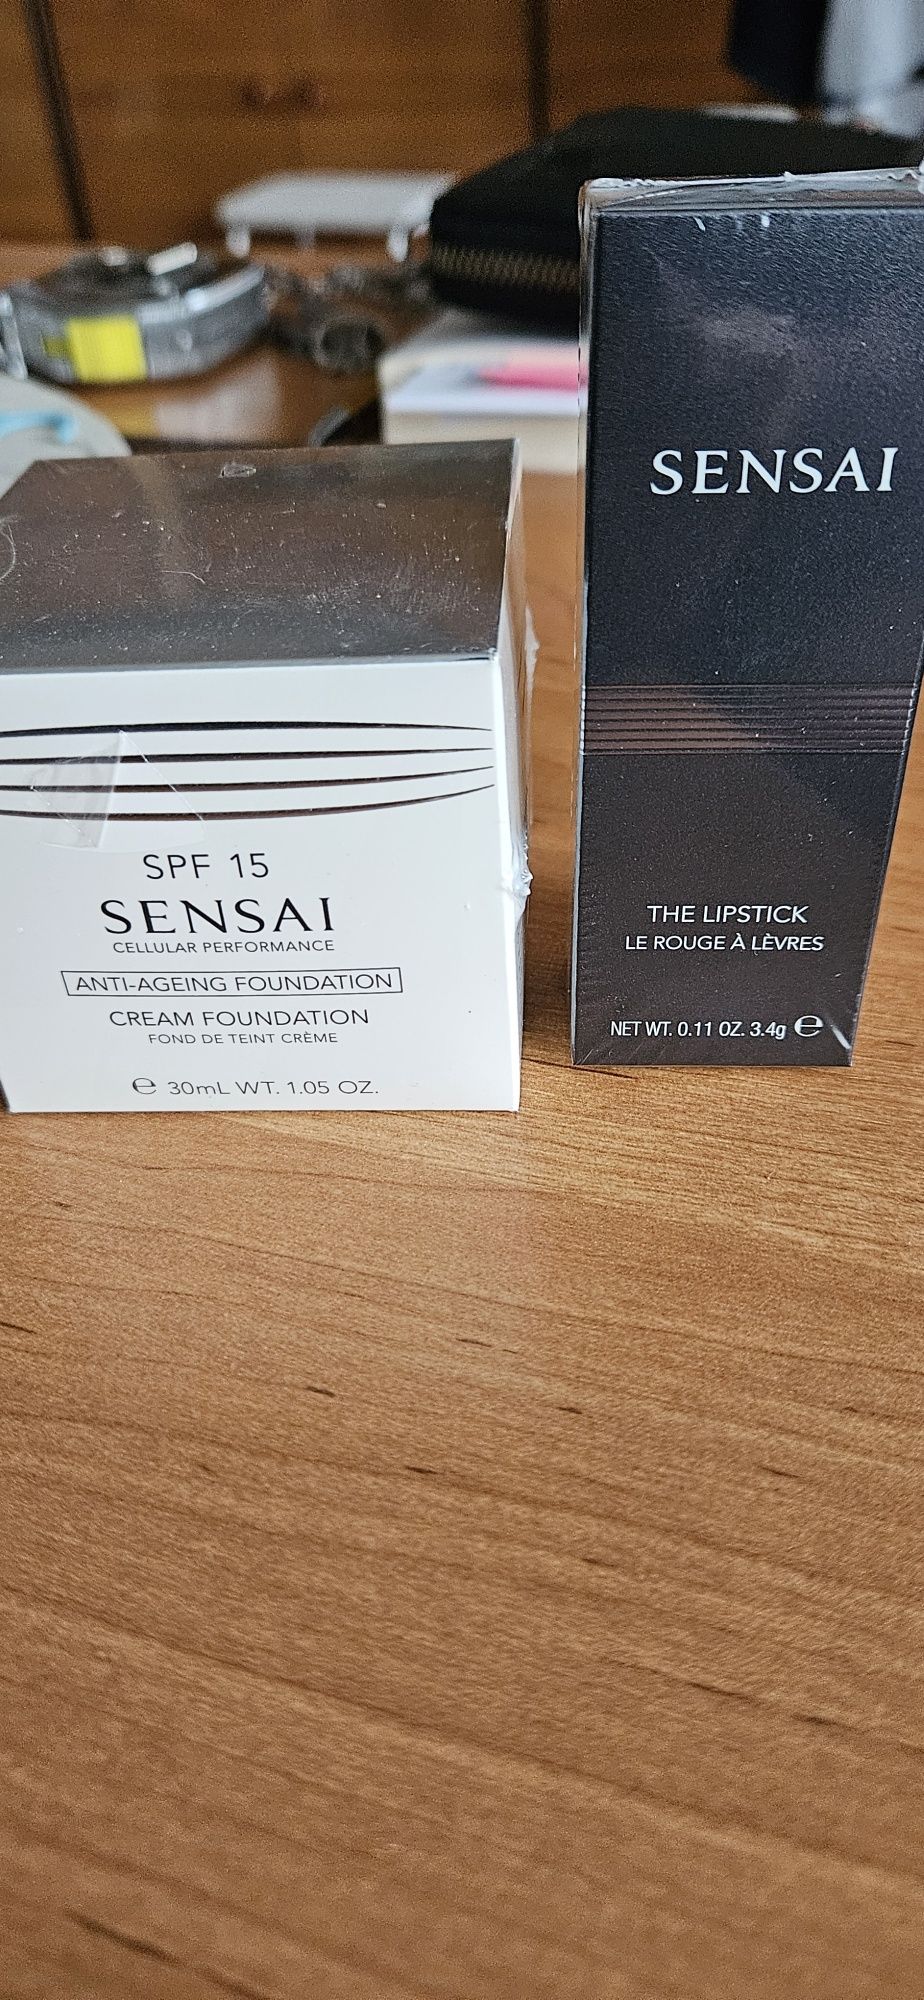 SPF 15
SENSAI
CELLULAR PERFORMANCE
ANTI-AGEING FOUNDATION
CREAM FOUNDATION
FOND DE TEINT CRÈME
℮ 30mL WT. 1.05 OZ.
SENSAI
THE LIPSTICK
LE ROUGE À LÈVRES
NET WT. 0.11 OZ. 3.4g ℮